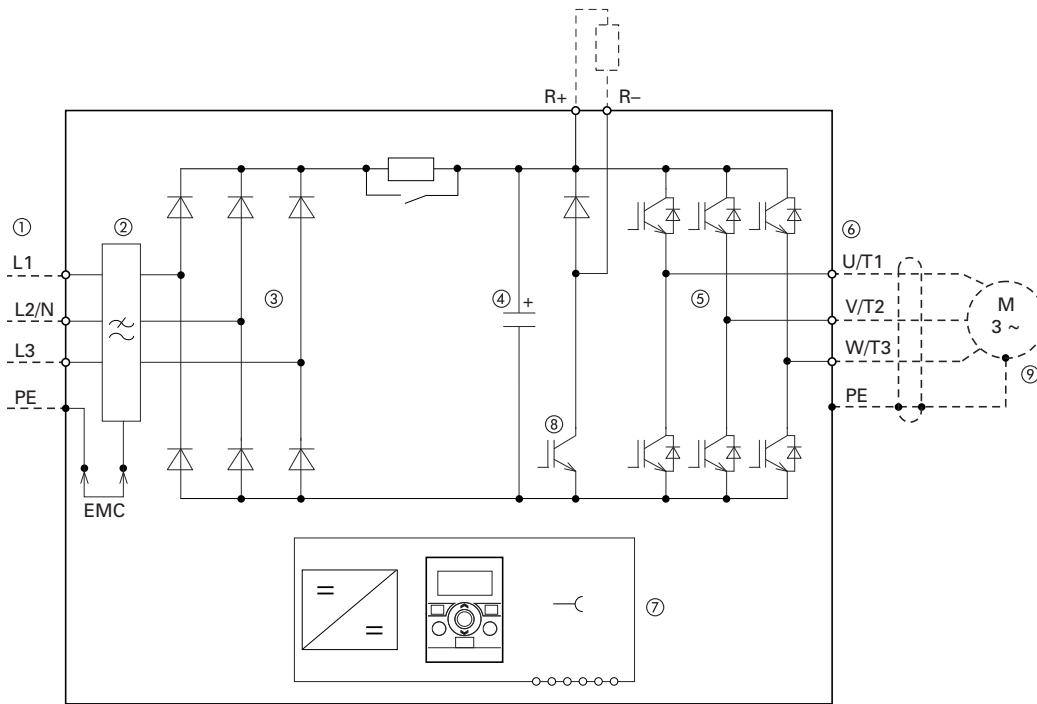 R+
R–
①
②
L1
L2/N
L3
PE
EMC
③
④
+
⑤
⑥
U/T1
V/T2
W/T3
PE
M
3 ~
⑨
⑧
⑦